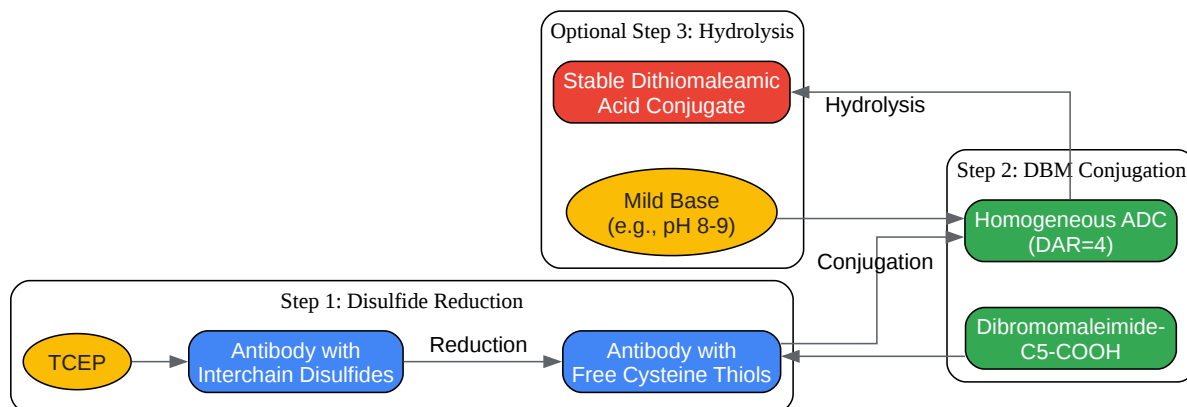 Optional Step 3: Hydrolysis
Stable Dithiomaleamic
Acid Conjugate
Hydrolysis
Mild Base
(e.g., pH 8-9)
Step 2: DBM Conjugation
Homogeneous ADC
(DAR=4)
Conjugation
Dibromomaleimide-
C5-COOH
Step 1: Disulfide Reduction
TCEP
Antibody with
Interchain Disulfides
Reduction
Antibody with
Free Cysteine Thiols